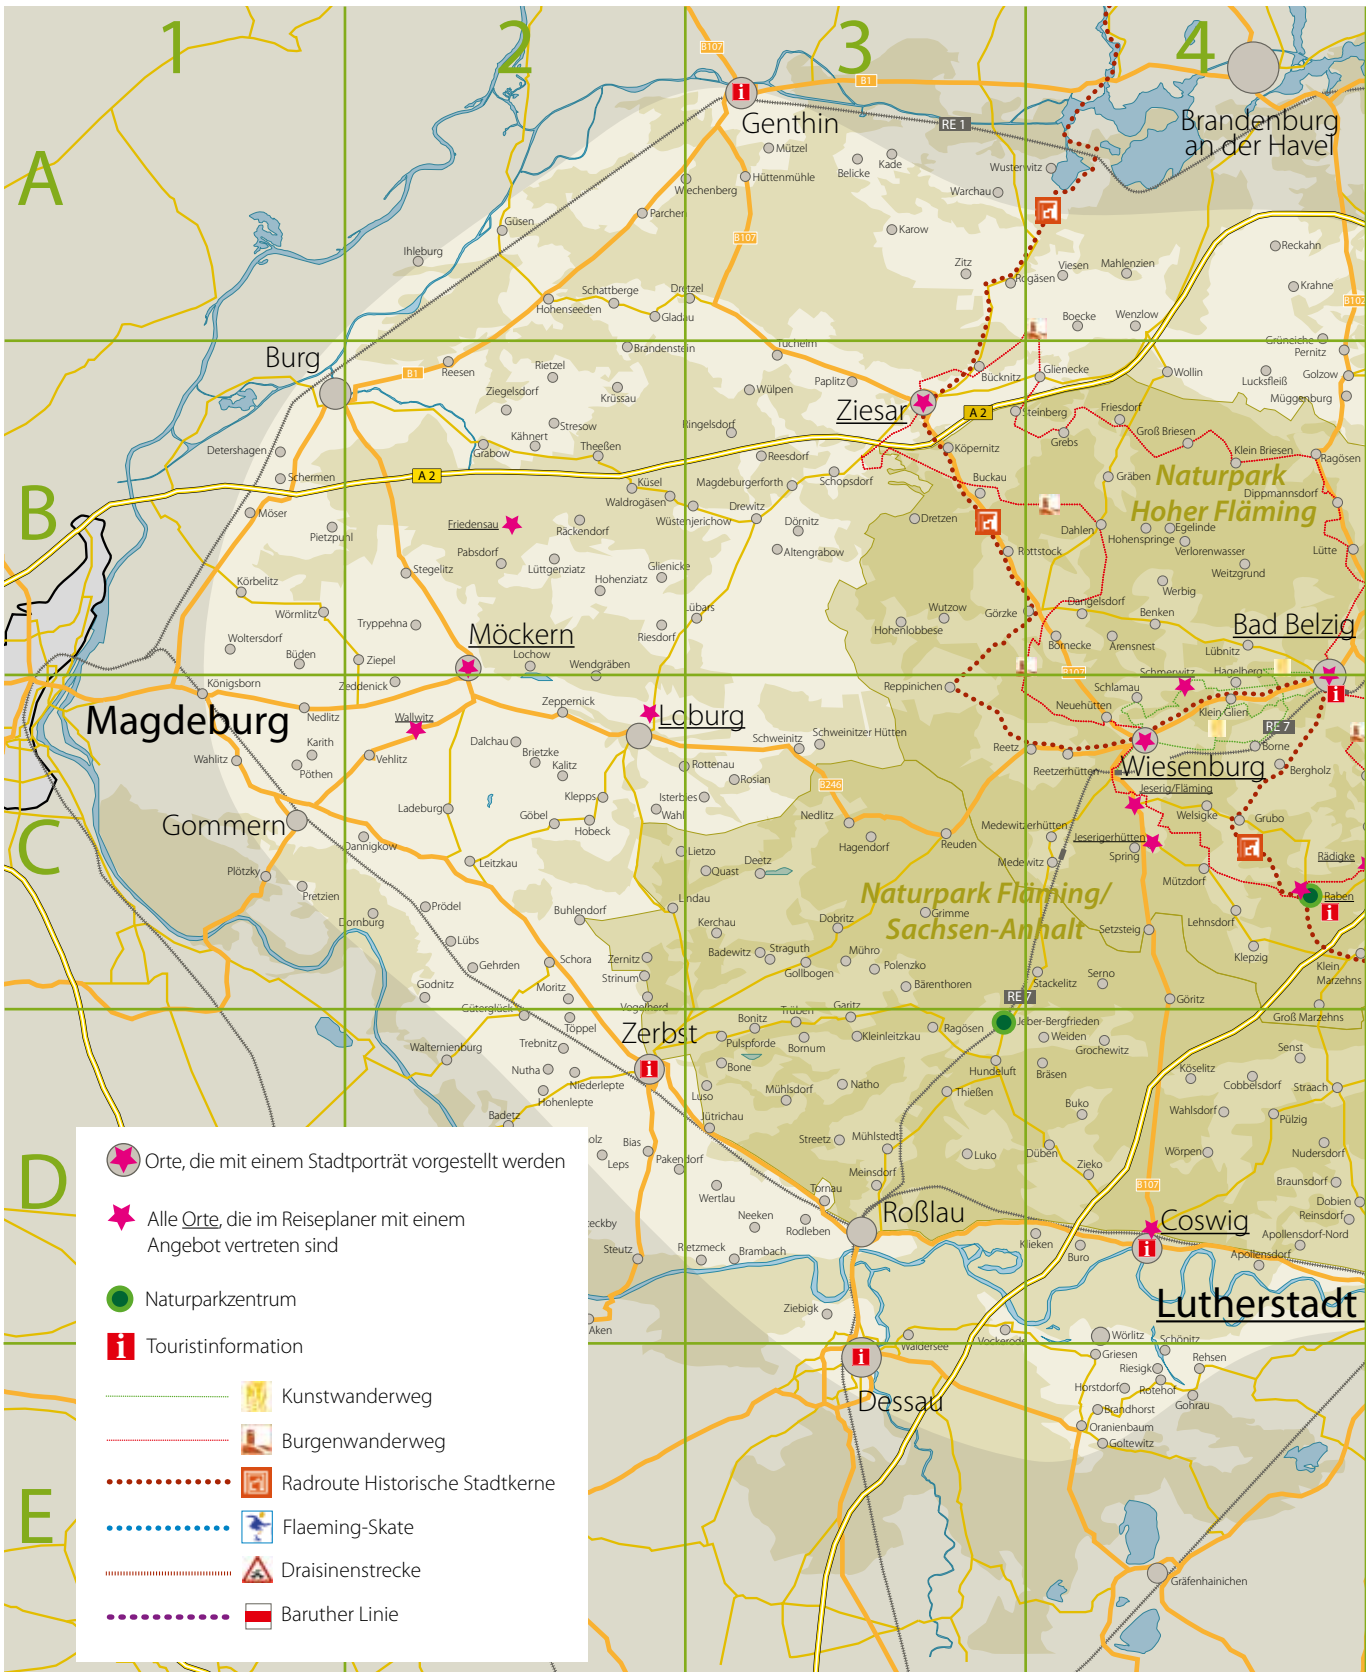 1
2
3
4
A
B
C
D
E
B107
B1
Genthin
RE 1
Brandenburg
an der Havel
Mützel
Belicke
Kade
Wusterwitz
Hüttenmühle
Wiechenberg
Warchau
Parchen
Güsen
Ihleburg
B107
Karow
Reckahn
Zitz
Rogäsen
Viesen
Mahlenzien
Krahne
B102
Schattberge
Dretzel
Hohenseeden
Gladau
Boecke
Wenzlow
Grüneiche
Pernitz
Burg
B1
Reesen
Brandenstein
Rietzel
Tucheim
Ziegelsdorf
Krüssau
Wülpen
Paplitz
Bücknitz
Glienecke
Wollin
Lucksfleiß
Golzow
Müggenburg
Ziesar
A 2
Steinberg
Friesdorf
Stresow
Kähnert
Ringelsdorf
Grebs
Groß Briesen
Klein Briesen
Ragösen
Detershagen
Grabow
Theeßen
Reesdorf
Köpernitz
Schermen
A 2
Küsel
Waldrogäsen
Magdeburgerforth
Schopsdorf
Buckau
Gräben
Naturpark
Hoher Fläming
Dippmannsdorf
Möser
Pietzpuhl
Friedensau
Räckendorf
Wüstenjerichow
Drewitz
Dörnitz
Dretzen
Dahlen
Egelinde
Hohenspringe
Verlorenwasser
Lütte
Pabsdorf
Lüttgenziatz
Altengrabow
Rottstock
Weitzgrund
Stegelitz
Glienicke
Hohenziatz
Körbelitz
Werbig
Wörmlitz
Lübars
Wutzow
Görzke
Dangelsdorf
Benken
Tryppehna
Riesdorf
Hohenlobbese
Bad Belzig
Woltersdorf
Möckern
Börnecke
Arensnest
Lübnitz
Büden
Ziepel
Lochow
Wendgräben
B107
Schmerwitz
Hagelberg
Königsborn
Zeddenick
Reppinichen
Schlamau
Magdeburg
Nedlitz
Wallwitz
Zeppernick
Loburg
Neuehütten
Klein Glien
RE 7
Karith
Dalchau
Brietzke
Schweinitz
Schweinitzer Hütten
Reetz
Borne
Wahlitz
Pöthen
Vehlitz
Kalitz
Rottenau
Rosian
Reetzerhütten
Wiesenburg
Bergholz
B246
Jeserig/Fläming
Ladeburg
Göbel
Klepps
Isterbies
Hobeck
Wahl
Nedlitz
Welsigke
Grubo
Gommern
Medewitzerhütten
Dannigkow
Hagendorf
Reuden
Jeserigerhütten
Spring
Rädigke
Leitzkau
Lietzo
Deetz
Medewitz
Plötzky
Quast
Mützdorf
Pretzien
Naturpark Fläming/
Sachsen-Anhalt
Raben
Prödel
Buhlendorf
Lindau
Dornburg
Kerchau
Dobritz
Grimme
Lehnsdorf
Setzsteig
Lübs
Badewitz
Straguth
Mühro
Klepzig
Gehrden
Schora
Zernitz
Gollbogen
Polenzko
Klein
Marzehns
Strinum
Stackelitz
Serno
Godnitz
Moritz
Bärenthoren
RE 7
Göritz
Güterglück
Vogelherd
Trüben
Garitz
Groß Marzehns
Töppel
Zerbst
Bonitz
Ragösen
Jeber-Bergfrieden
Walternienburg
Trebnitz
Pulspforde
Bornum
Kleinleitzkau
Weiden
Grochewitz
Senst
Nutha
Bone
Hundeluft
Bräsen
Köselitz
Cobbelsdorf
Niederlepte
Luso
Mühlsdorf
Natho
Thießen
Straach
Hohenlepte
Buko
Wahlsdorf
Pülzig
Badetz
Jütrichau
Bias
Streetz
Mühlstedt
Leps
Pakendorf
Luko
Düben
Wörpen
Nudersdorf
Meinsdorf
Zieko
Wertlau
Tornau
B107
Braunsdorf
Dobien
Reinsdorf
Neeken
Rodleben
Roßlau
Coswig
Steutz
Rietzmeck
Brambach
Klieken
Buro
Apollensdorf-Nord
Apollensdorf
Ziebigk
Lutherstadt
Aken
Waldersee
Vockerode
Wörlitz
Schönitz
Griesen
Riesigk
Rehsen
Dessau
Horstdorf
Rotehof
Gohrau
Brandhorst
Oranienbaum
Goltewitz
Gräfenhainichen
Orte, die mit einem Stadtporträt vorgestellt werden
Alle Orte, die im Reiseplaner mit einem
Angebot vertreten sind
Naturparkzentrum
Touristinformation
Kunstwanderweg
Burgenwanderweg
Radroute Historische Stadtkerne
Flaeming-Skate
Draisinenstrecke
Baruther Linie